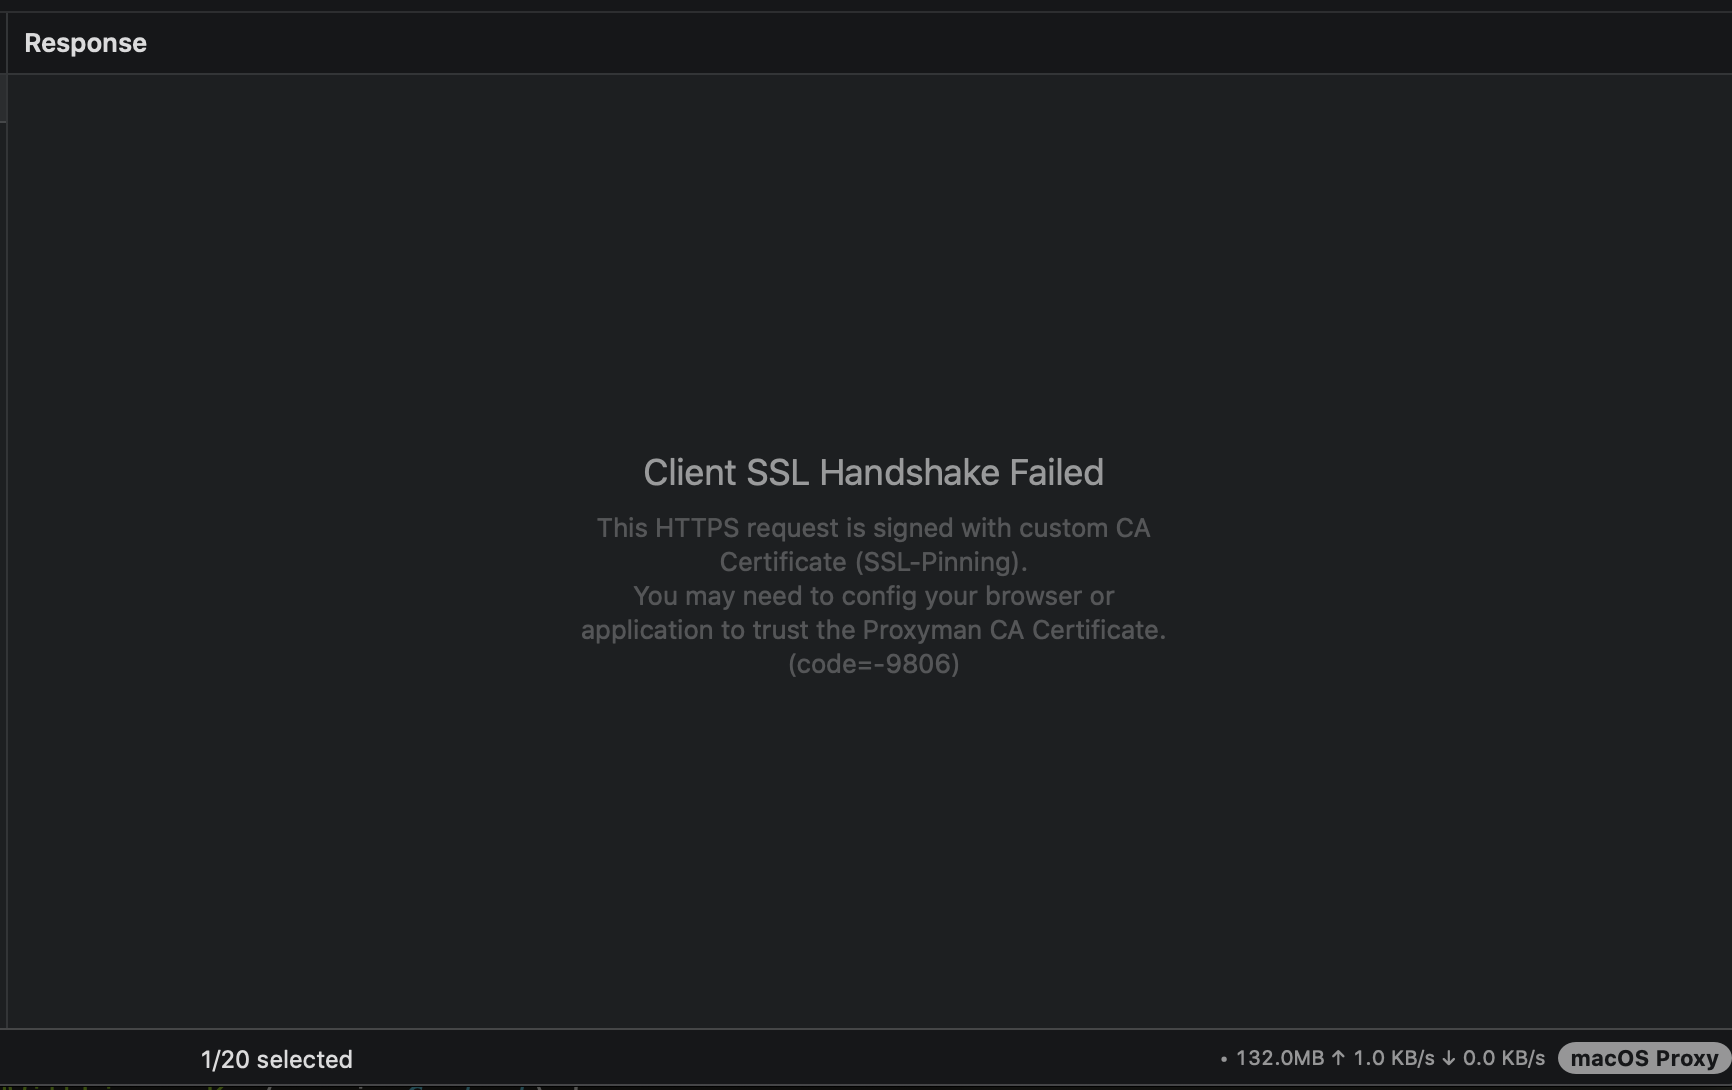 Response
Client SSL Handshake Failed
This HTTPS request is signed with custom CA
Certificate (SSL-Pinning).
You may need to config your browser or
application to trust the Proxyman CA Certificate.
(code=-9806)
1/20 selected
• 132.0MB ↑ 1.0 KB/s ↓ 0.0 KB/s
macOS Proxy